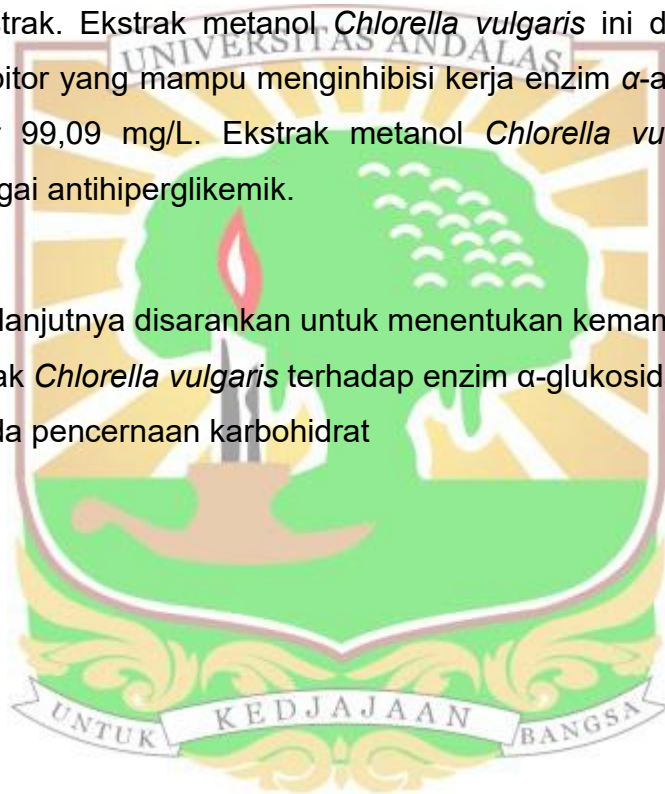 strak. Ekstrak metanol Chlorella vulgaris ini d
UNIVERSITAS ANDALAS
bitor yang mampu menginhibisi kerja enzim α-a
99,09 mg/L. Ekstrak metanol Chlorella vu
gai antihiperglikemik.
lanjutnya disarankan untuk menentukan keman
ak Chlorella vulgaris terhadap enzim α-glukosid
da pencernaan karbohidrat
UNTUK KEDJAJAAN BANGSA